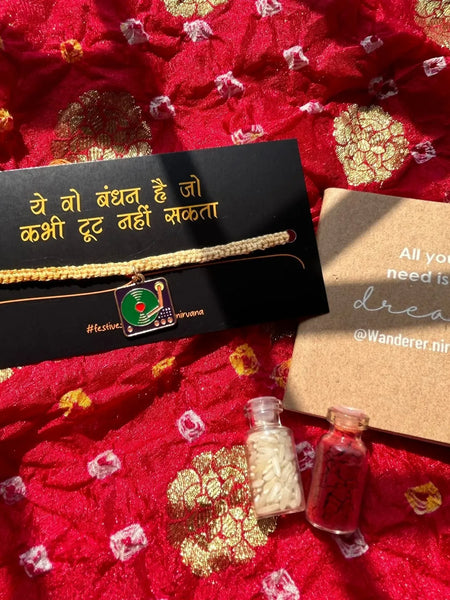 ये वो बंधन है जो
कभी टूट नहीं सकता
All you
need is
@Wanderer.nir